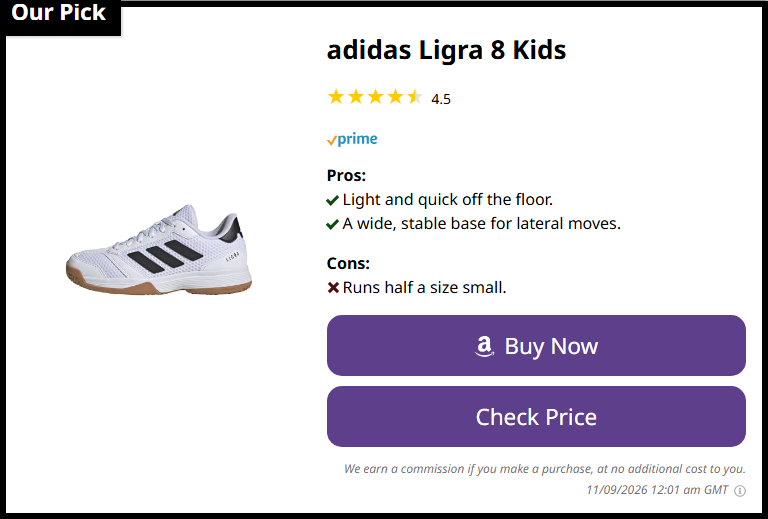 Our Pick
adidas Ligra 8 Kids
4.5
prime
Pros:
Light and quick off the floor.
A wide, stable base for lateral moves.
Cons:
Runs half a size small.
Buy Now
Check Price
We earn a commission if you make a purchase, at no additional cost to you.
11/09/2026 12:01 am GMT